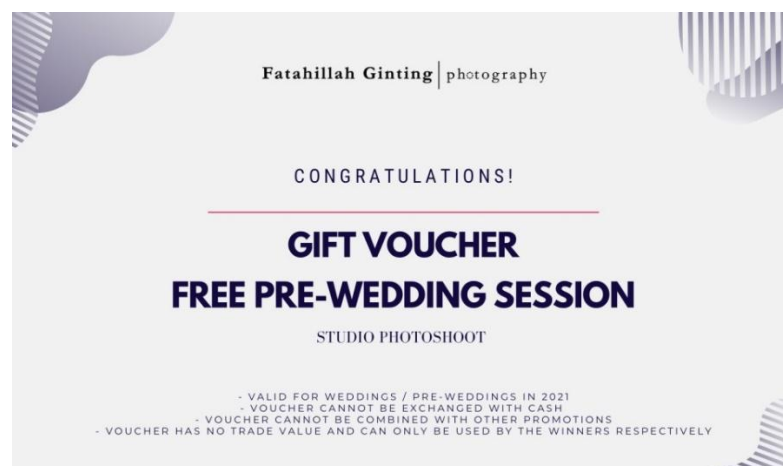 Fatahillah Ginting | photography
CONGRATULATIONS!
GIFT VOUCHER
FREE PRE-WEDDING SESSION
STUDIO PHOTOSHOOT
- VALID FOR WEDDINGS / PRE-WEDDINGS IN 2021
- VOUCHER CANNOT BE EXCHANGED WITH CASH
- VOUCHER CANNOT BE COMBINED WITH OTHER PROMOTIONS
- VOUCHER HAS NO TRADE VALUE AND CAN ONLY BE USED BY THE WINNERS RESPECTIVELY